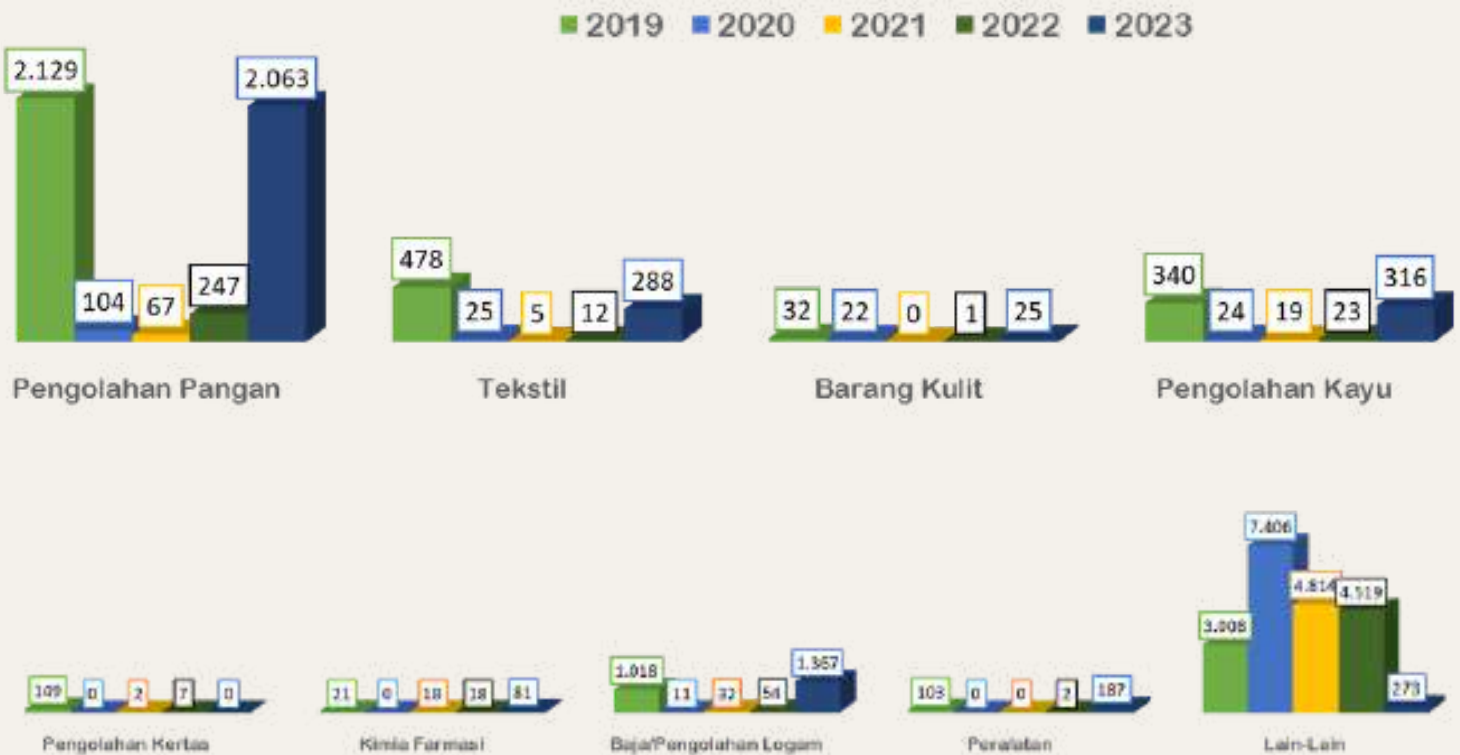 2019 2020 2021 2022 2023
2.129 104 67 247 2.063
478 25 5 12 288
32 22 0 1 25
340 24 19 23 316
Pengolahan Pangan Tekstil Barang Kulit Pengolahan Kayu
109 0 2 7 0
21 0 18 18 81
1.018 11 32 54 1.367
103 0 0 2 187
3.008 7.406 4.814 4.519 273
Pengolahan Kertas Kimia Farmasi Baja/Pengolahan Logam Peralatan Lain-Lain